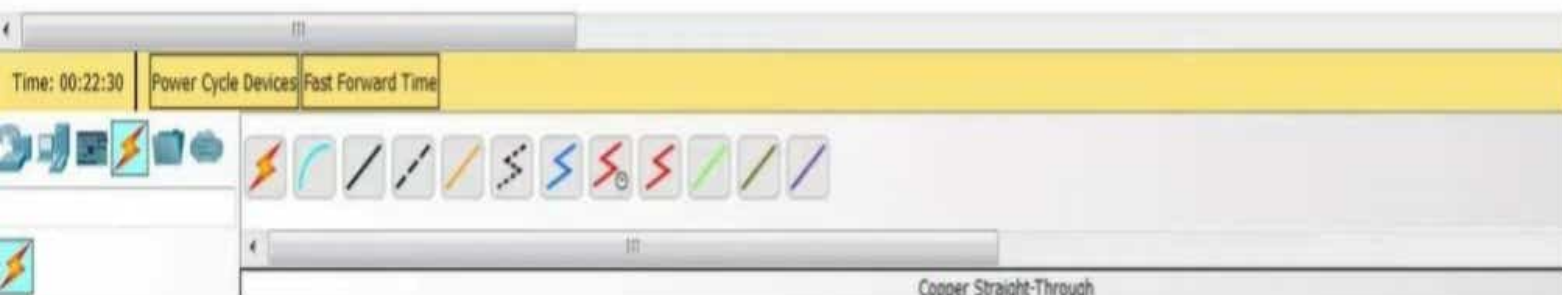 Time: 00:22:30 Power Cycle Devices Fast Forward Time
Copper Straight-Through